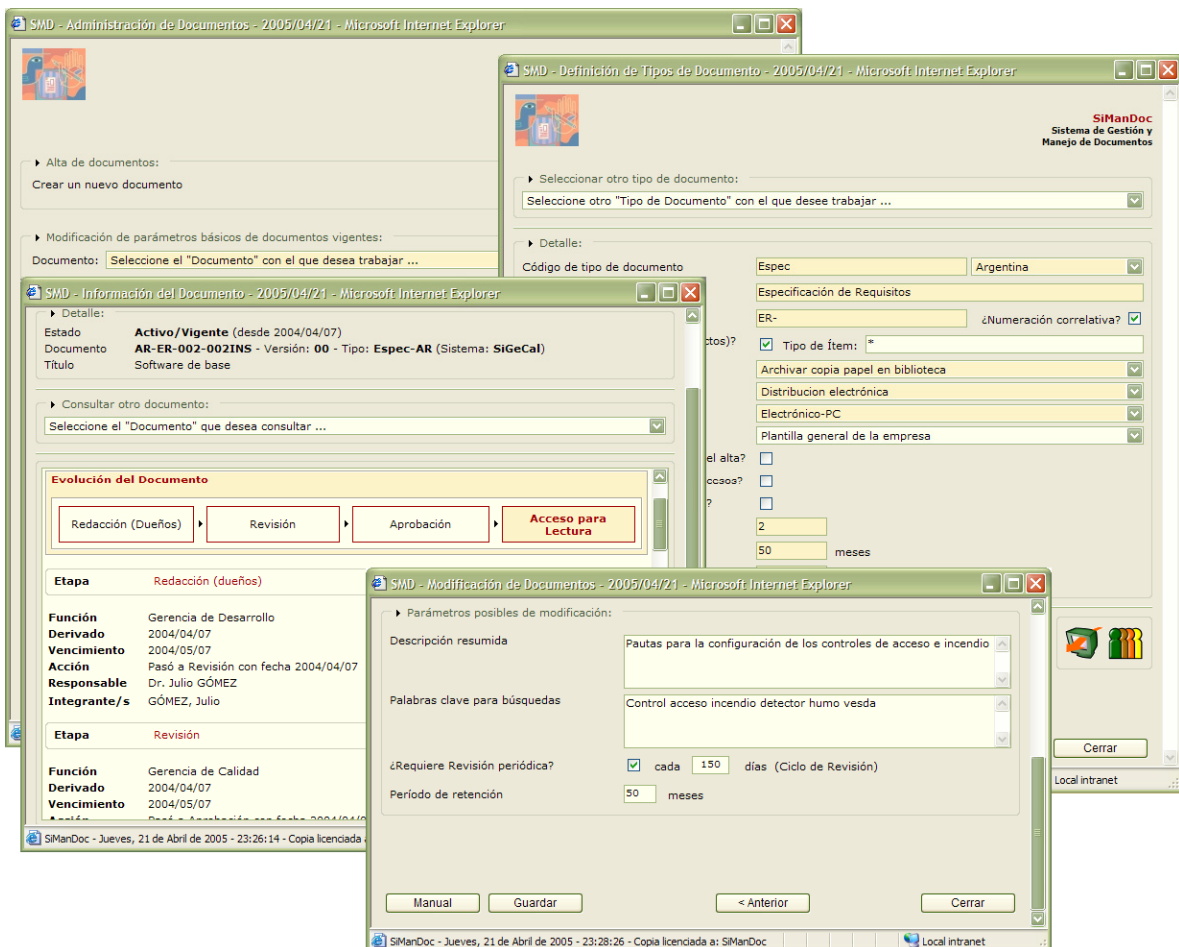 SMD - Administración de Documentos - 2005/04/21 - Microsoft Internet Explorer
Alta de documentos:
Crear un nuevo documento
Modificación de parámetros básicos de documentos vigentes:
Documento: Seleccione el "Documento" con el que desea trabajar ...
SMD - Definición de Tipos de Documento - 2005/04/21 - Microsoft Internet Explorer
SiManDoc
Sistema de Gestión y
Manejo de Documentos
Seleccionar otro tipo de documento:
Seleccione otro "Tipo de Documento" con el que desee trabajar ...
Detalle:
Código de tipo de documento Espec Argentina
Especificación de Requisitos
ER- ¿Numeración correlativa?
ctos)? Tipo de Ítem: *
Archivar copia papel en biblioteca
Distribucion electrónica
Electrónico-PC
Plantilla general de la empresa
el alta?
cesos?
?
2
50 meses
Cerrar
Local intranet
SMD - Información del Documento - 2005/04/21 - Microsoft Internet Explorer
Detalle:
Estado Activo/Vigente (desde 2004/04/07)
Documento AR-ER-002-002INS - Versión: 00 - Tipo: Espec-AR (Sistema: SiGeCal)
Título Software de base
Consultar otro documento:
Seleccione el "Documento" que desea consultar ...
Evolución del Documento
Redacción (Dueños) Revisión Aprobación Acceso para
Lectura
Etapa Redacción (dueños)
Función Gerencia de Desarrollo
Derivado 2004/04/07
Vencimiento 2004/05/07
Acción Pasó a Revisión con fecha 2004/04/07
Responsable Dr. Julio GÓMEZ
Integrante/s GÓMEZ, Julio
Etapa Revisión
Función Gerencia de Calidad
Derivado 2004/04/07
Vencimiento 2004/05/07
Acción Pasó a Aprobación con fecha 2004/04/0
SiManDoc - Jueves, 21 de Abril de 2005 - 23:26:14 - Copia licenciada a
SMD - Modificación de Documentos - 2005/04/21 - Microsoft Internet Explorer
Parámetros posibles de modificación:
Descripción resumida Pautas para la configuración de los controles de acceso e incendio
Palabras clave para búsquedas Control acceso incendio detector humo vesda
¿Requiere Revisión periódica? cada 150 días (Ciclo de Revisión)
Período de retención 50 meses
Manual Guardar < Anterior Cerrar
SiManDoc - Jueves, 21 de Abril de 2005 - 23:28:26 - Copia licenciada a: SiManDoc Local intranet